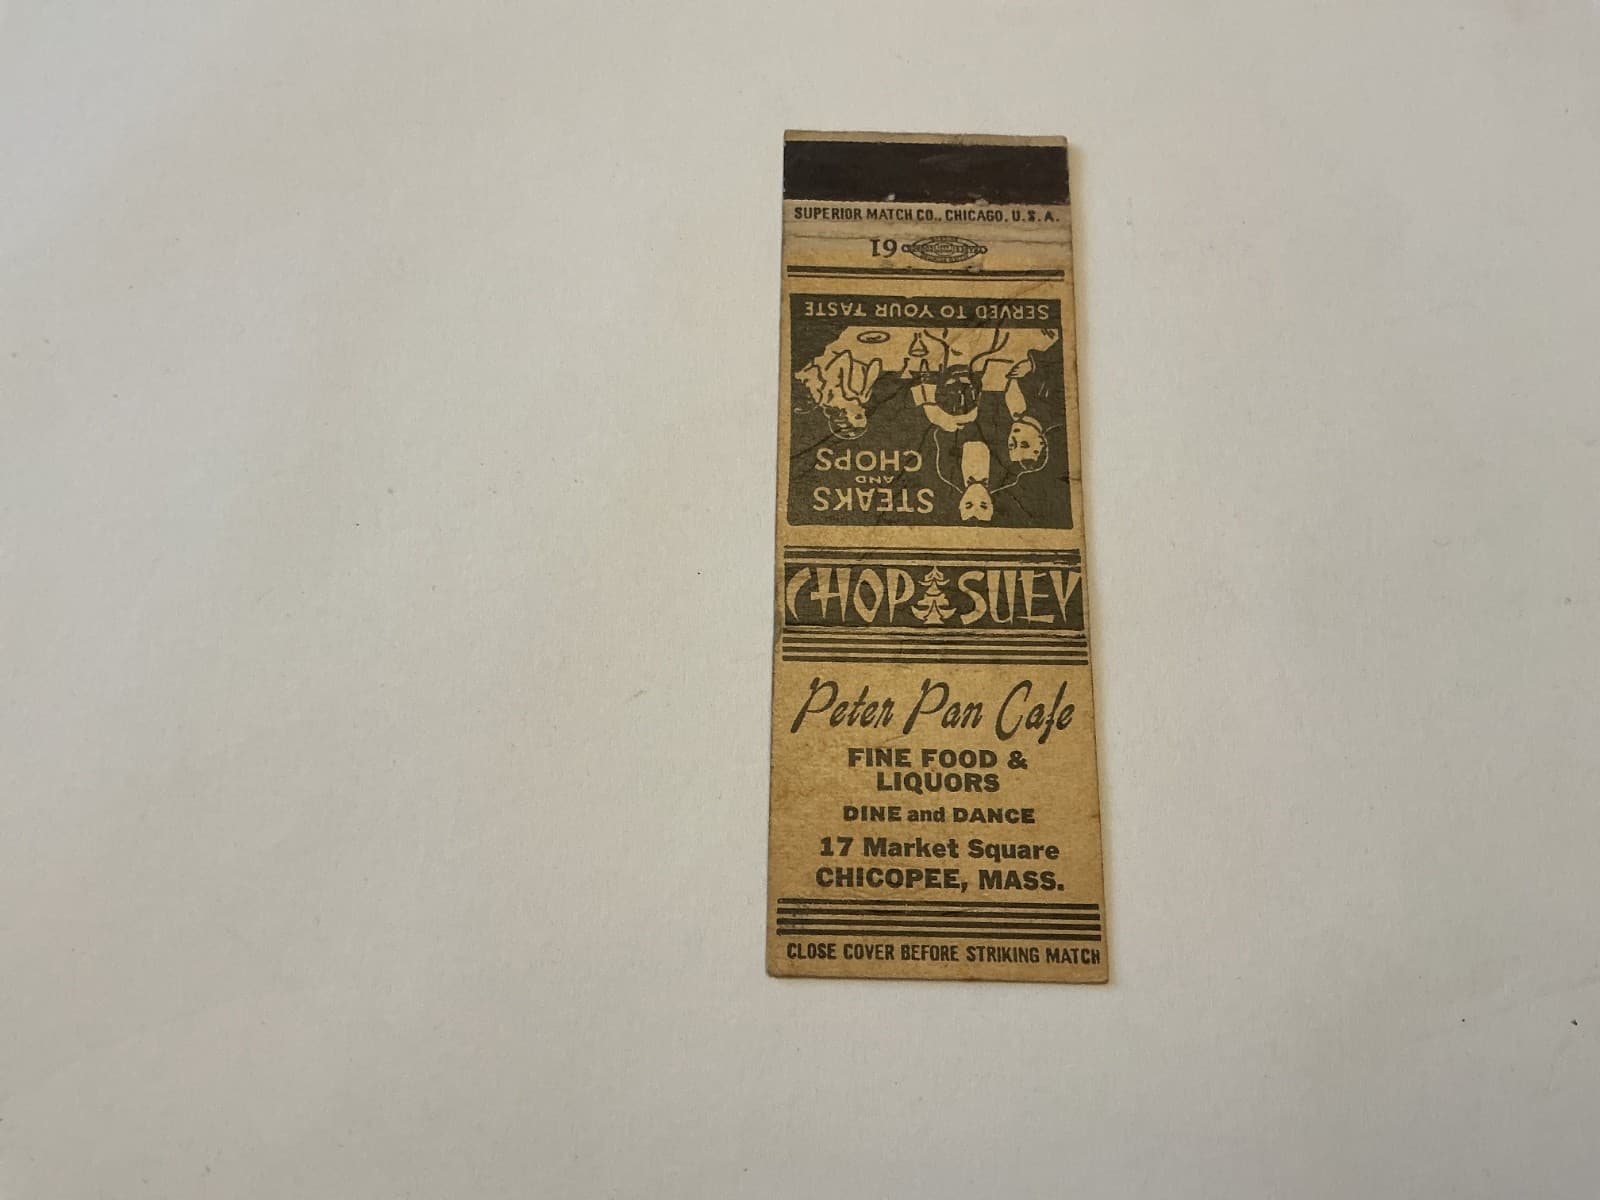 SUPERIOR MATCH CO., CHICAGO. U.S.A.
61
SERVED TO YOUR TASTE
STEAKS
AND
CHOPS
CHOP SUEY
Peter Pan Cafe
FINE FOOD &
LIQUORS
DINE and DANCE
17 Market Square
CHICOPEE, MASS.
CLOSE COVER BEFORE STRIKING MATCH